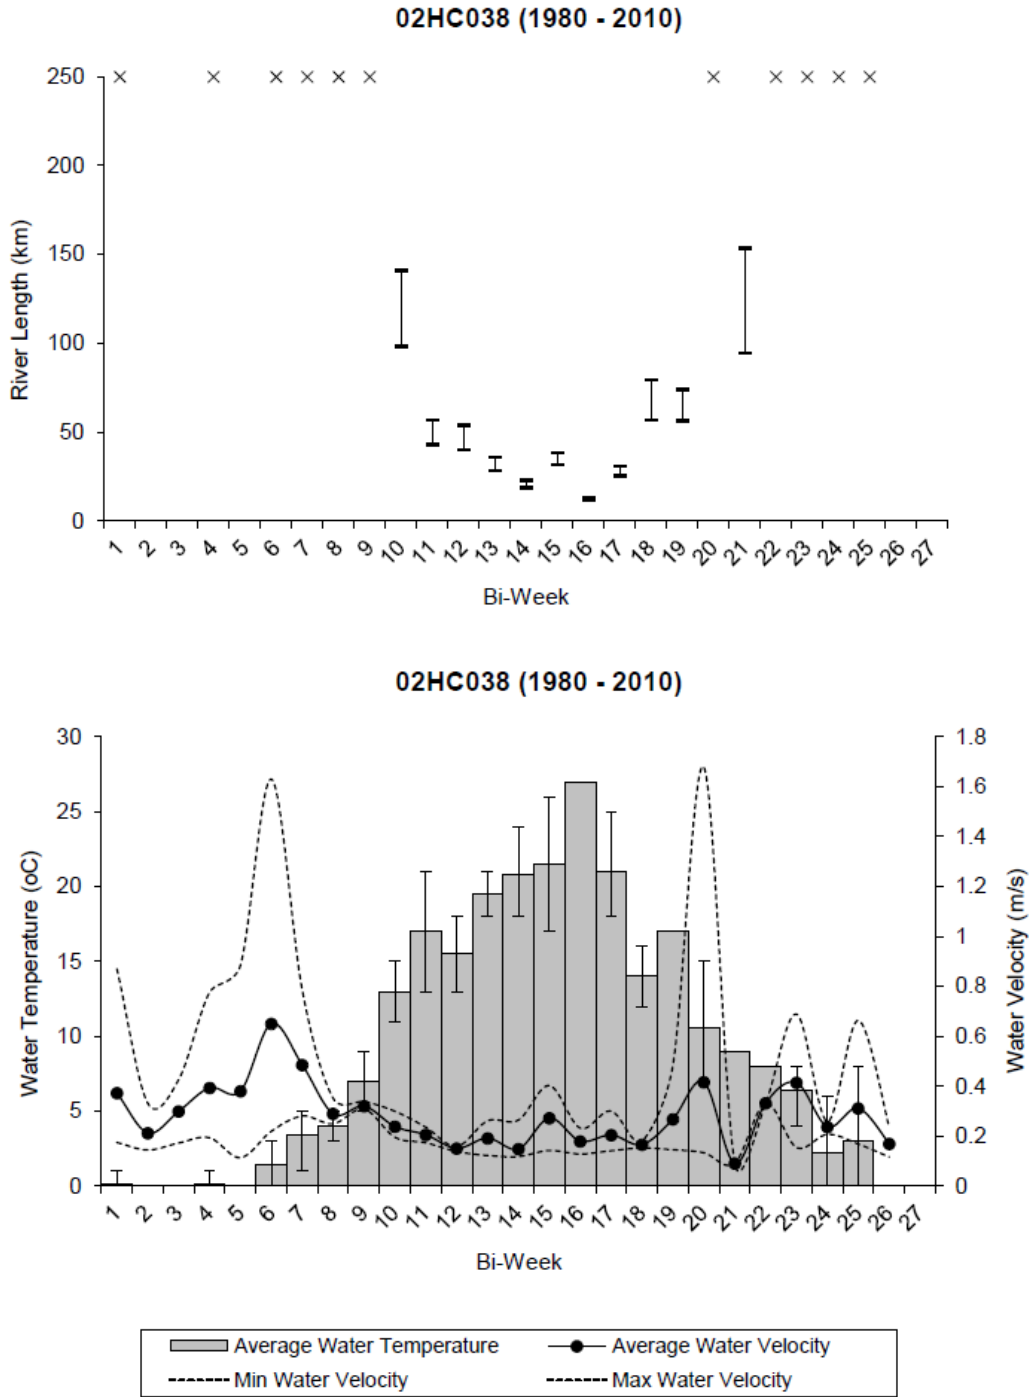 02HC038 (1980 - 2010)
250
200
150
100
50
0
River Length (km)
1 2 3 4 6 7 8 9 10 11 12 13 14 15 16 17 18 19 20 21 22 23 24 25 26 27
Bi-Week
02HC038 (1980 - 2010)
30
25
20
15
10
5
0
Water Temperature (oC)
1.8
1.6
1.4
1.2
1
0.8
0.6
0.4
0.2
0
Water Velocity (m/s)
1 2 3 4 5 6 7 8 9 10 11 12 13 14 15 16 17 18 19 20 21 22 23 24 25 26 27
Bi-Week
Average Water Temperature
Average Water Velocity
Min Water Velocity
Max Water Velocity